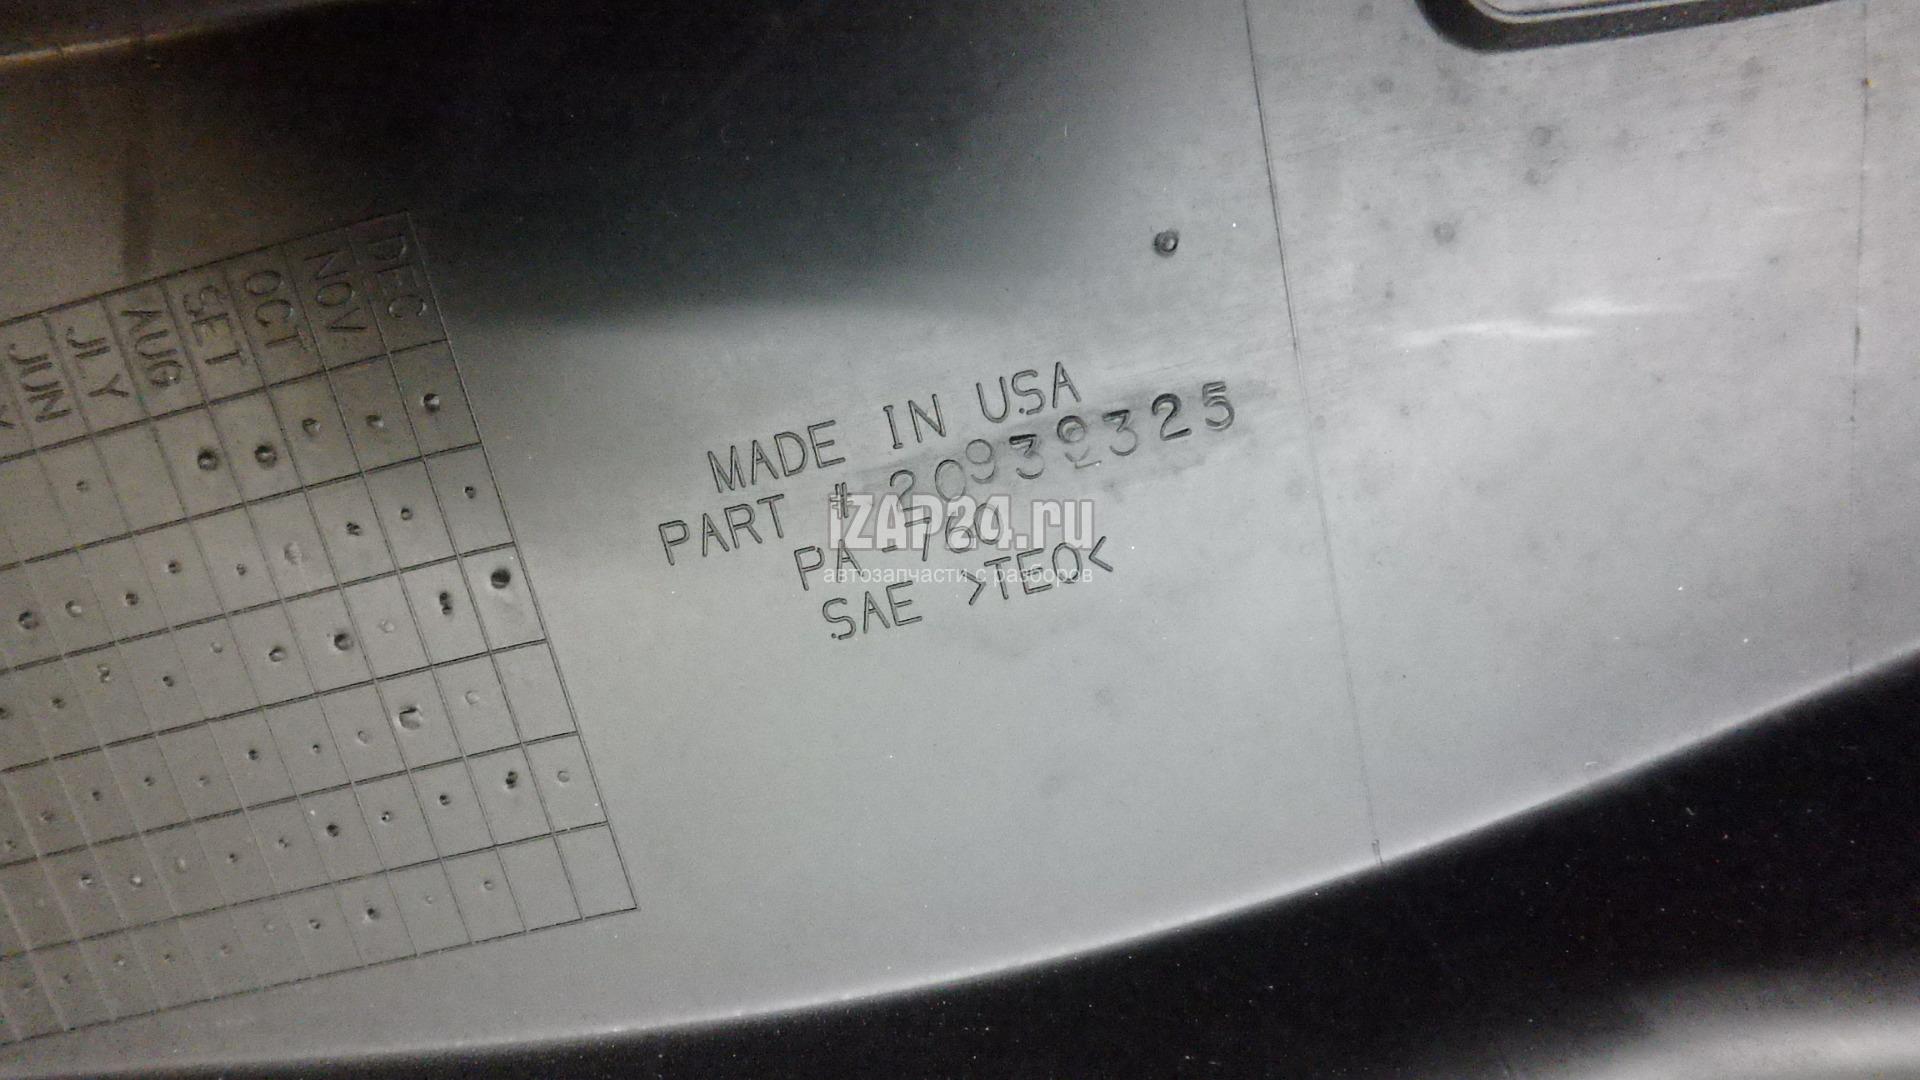 DEC
NOV
OCT
SET
AUG
JLY
JUN
MADE IN USA
PART # 20939325
PA-760
SAE >TEO<
iZAP24.ru
автозапчасти с разборов